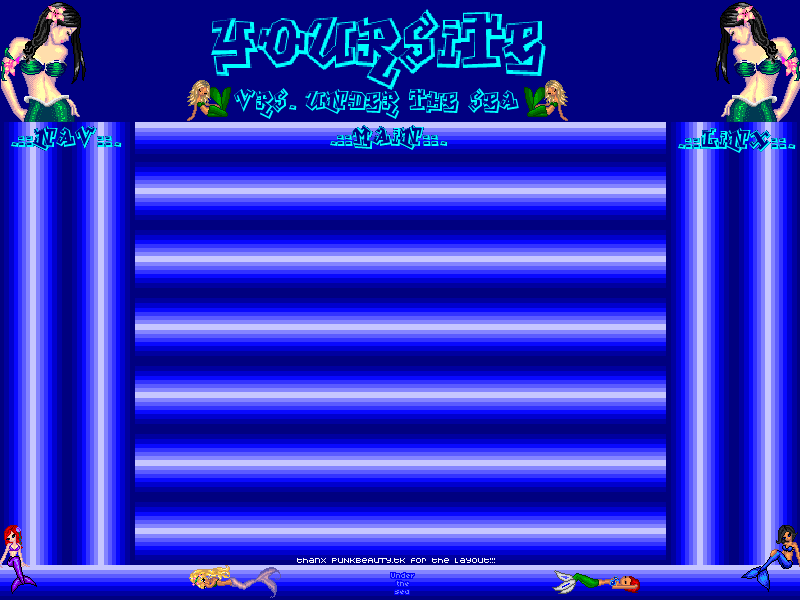 YOURSITE
VRS. UNDER THE SEA
.::NAV::.
.::MAIN::.
.::LINX::.
thanx PUNKBEAUTY.tk for the Layout!!!
Under
the
sea